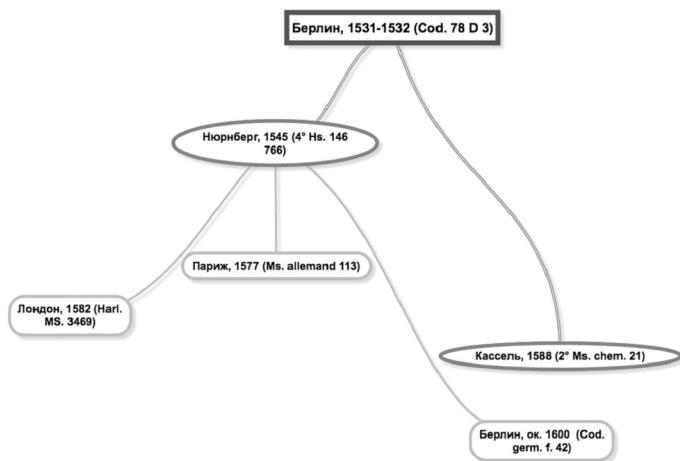 Берлин, 1531-1532 (Cod. 78 D 3)
Нюрнберг, 1545 (4° Hs. 146
766)
Париж, 1577 (Ms. allemand 113)
Лондон, 1582 (Harl.
MS. 3469)
Кассель, 1588 (2° Ms. chem. 21)
Берлин, ок. 1600 (Cod.
germ. f. 42)